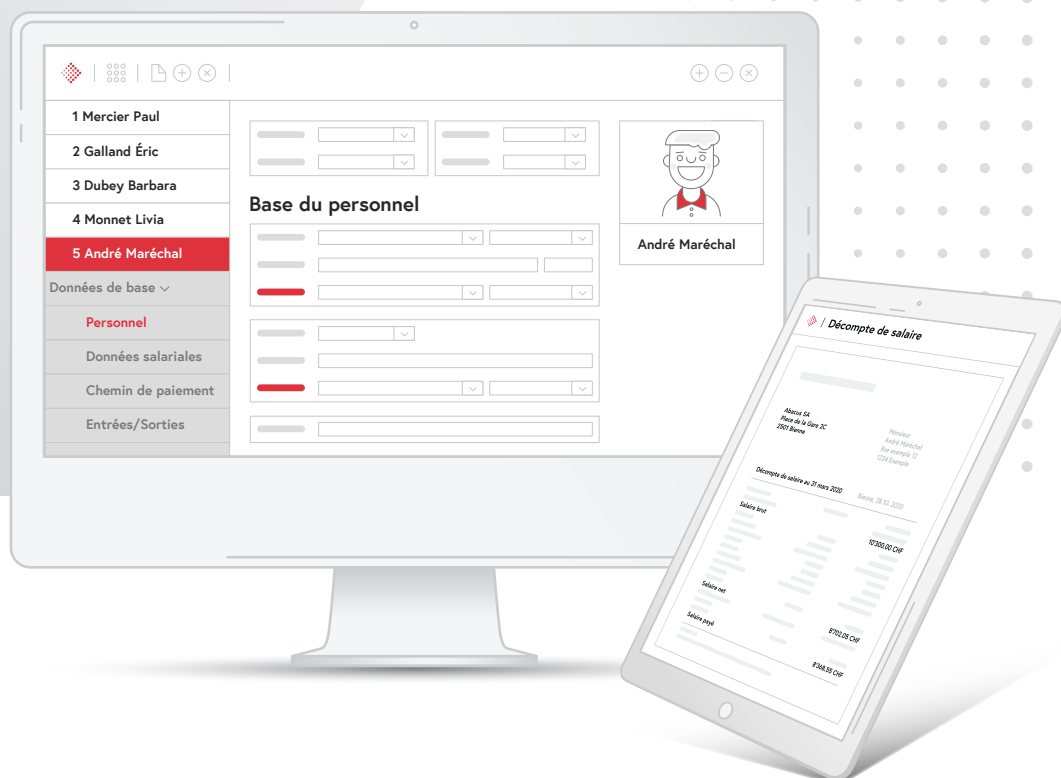 1 Mercier Paul
2 Galland Éric
3 Dubey Barbara
4 Monnet Livia
5 André Maréchal
Données de base
Personnel
Données salariales
Chemin de paiement
Entrées/Sorties
Base du personnel
André Maréchal
Décompte de salaire
Abacus SA
Place de la Gare 2C
2501 Bienne
Monsieur
André Maréchal
Rue exemple 12
1234 Exemple
Décompte de salaire au 31 mars 2020
Bienne, 28.10. 2020
Salaire brut
10'300.00 CHF
Salaire net
8'702.05 CHF
Salaire payé
8'368.55 CHF